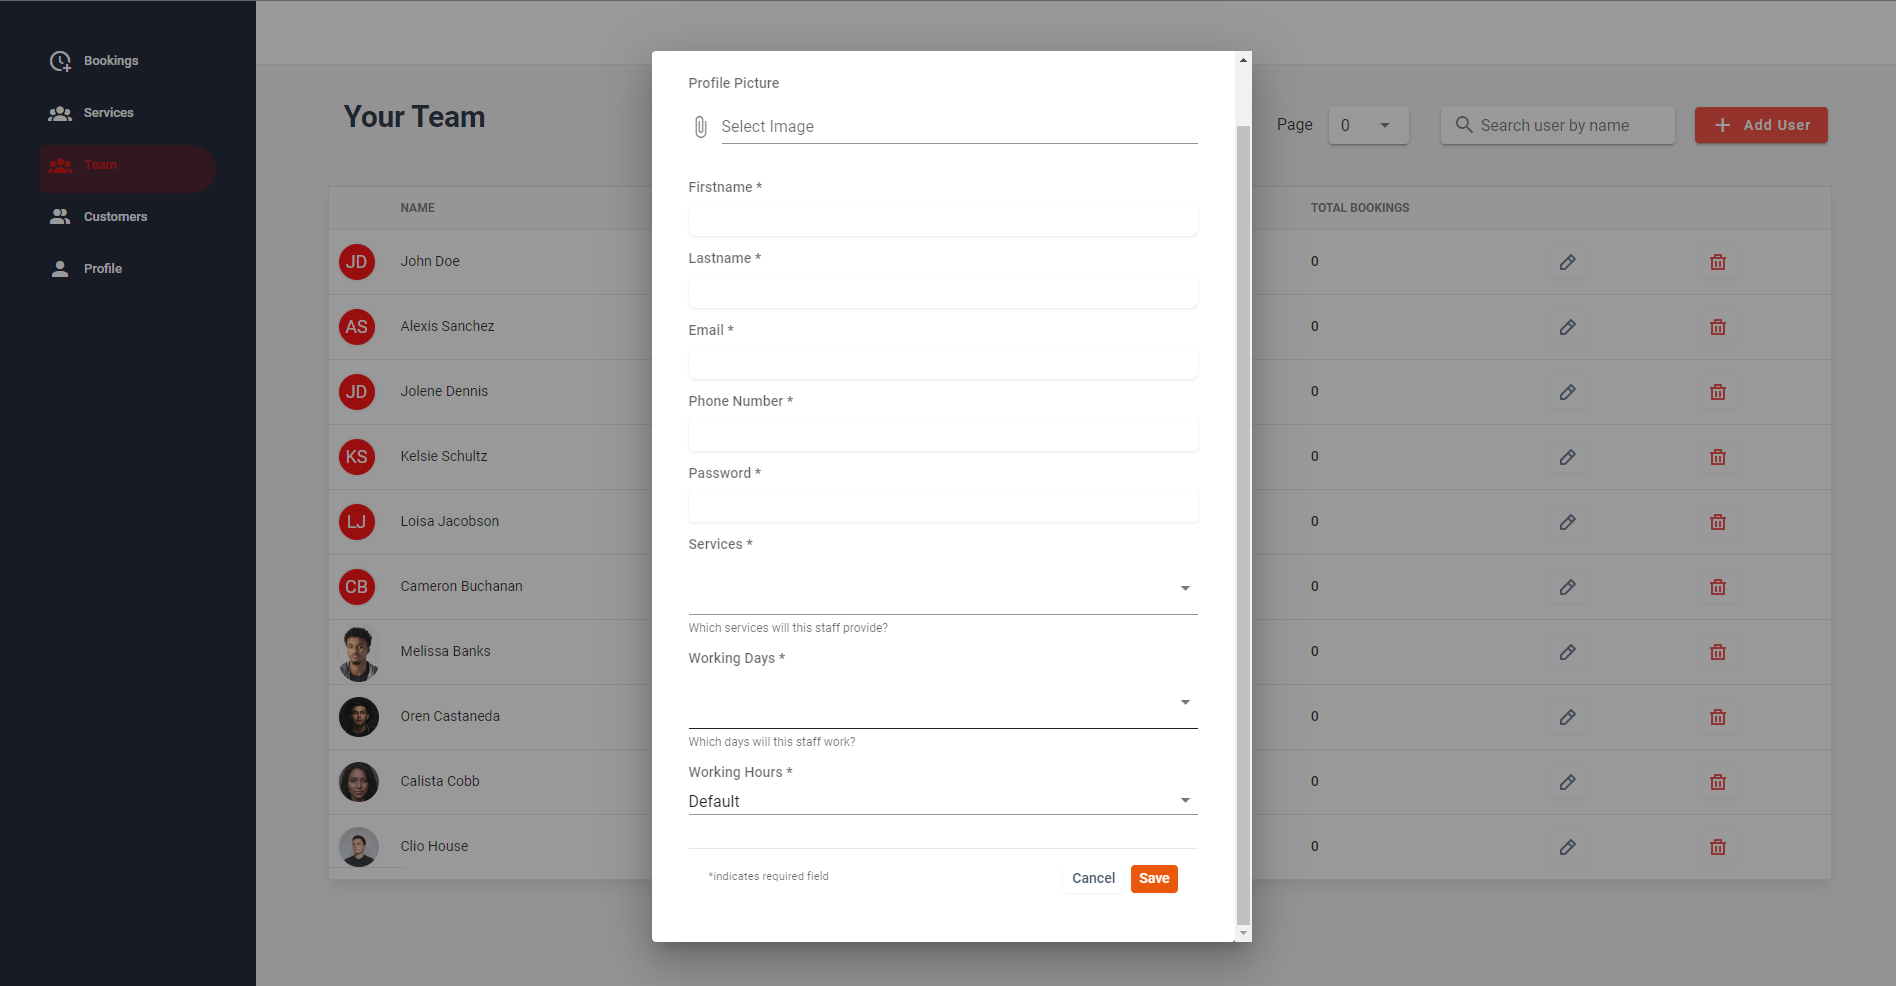 Bookings
Services
Team
Customers
Profile
Your Team
Page
0
Search user by name
Add User
NAME
TOTAL BOOKINGS
JD
John Doe
0
AS
Alexis Sanchez
0
JD
Jolene Dennis
0
KS
Kelsie Schultz
0
LJ
Loisa Jacobson
0
CB
Cameron Buchanan
0
Melissa Banks
0
Oren Castaneda
0
Calista Cobb
0
Clio House
0
Profile Picture
Select Image
Firstname *
Lastname *
Email *
Phone Number *
Password *
Services *
Which services will this staff provide?
Working Days *
Which days will this staff work?
Working Hours *
Default
*indicates required field
Cancel
Save